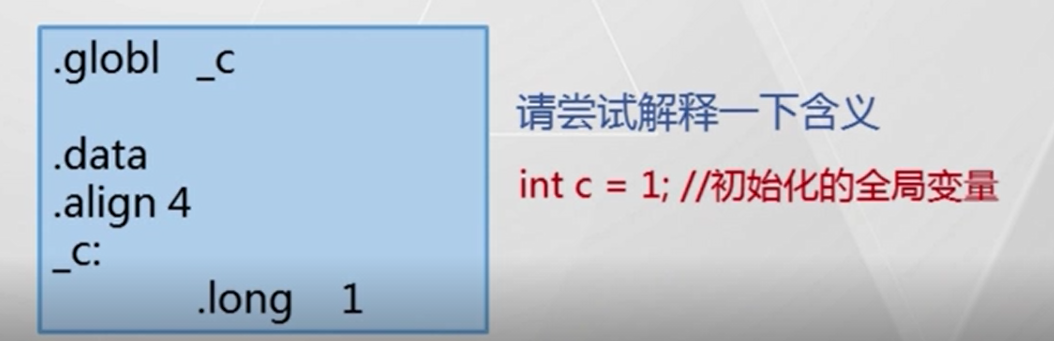 .globl _c
.data
.align 4
_c:
.long 1
请尝试解释一下含义
int c = 1; //初始化的全局变量